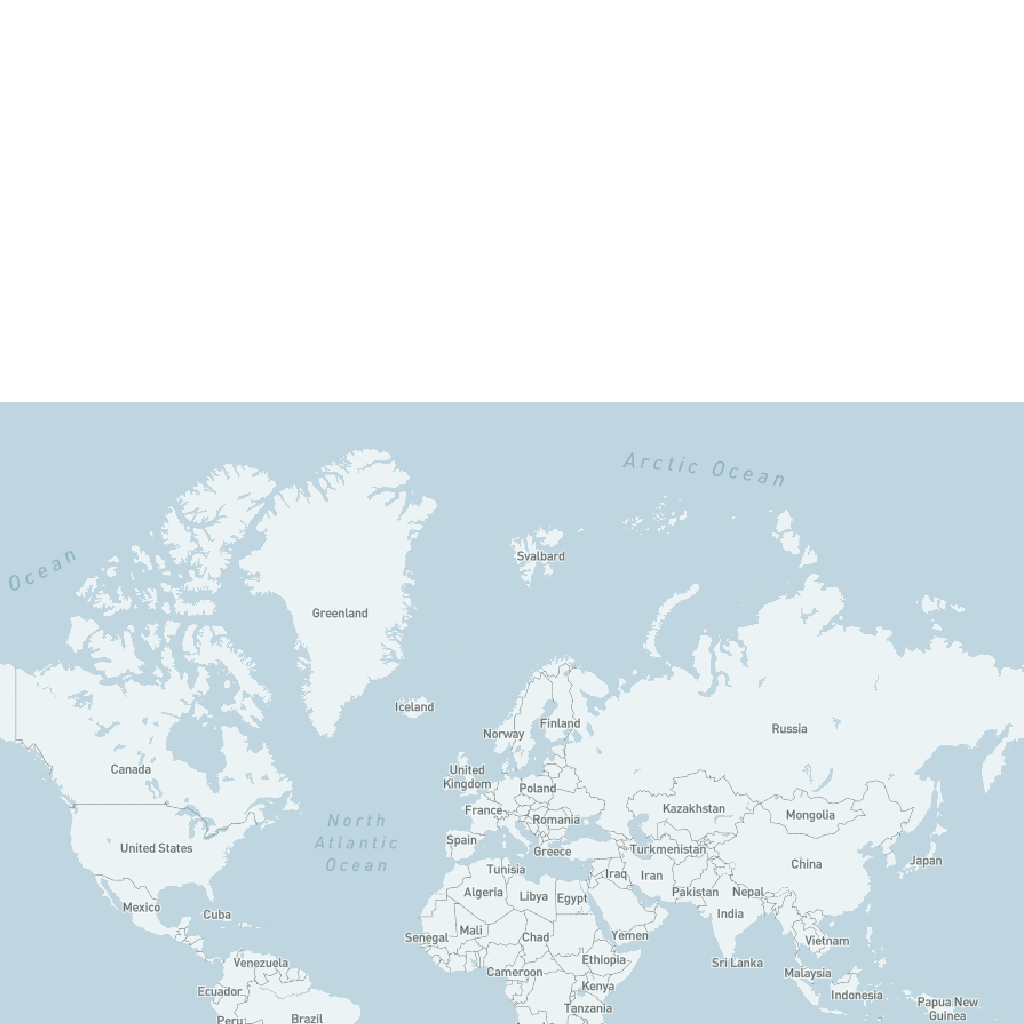 Arctic Ocean
Ocean
Svalbard
Greenland
Iceland
Finland
Norway
Russia
Canada
United
Kingdom
Poland
Kazakhstan
France
Mongolia
North
Atlantic
Ocean
Romania
Spain
United States
Greece
Turkmenistan
Japan
China
Tunisia
Iraq
Iran
Algeria
Libya
Egypt
Pakistan
Nepal
Mexico
Cuba
India
Mali
Senegal
Chad
Yemen
Vietnam
Venezuela
Ethiopia
Sri Lanka
Cameroon
Malaysia
Kenya
Ecuador
Indonesia
Papua New
Guinea
Tanzania
Peru
Brazil